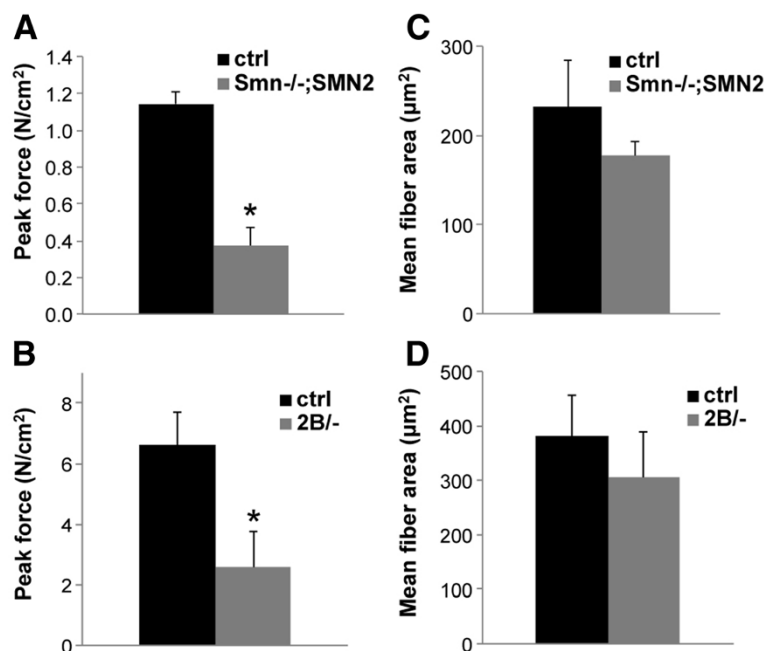 A
Peak force (N/cm²)
1.4
1.2
1.0
0.8
0.6
0.4
0.2
0.0
ctrl
Smn-/-;SMN2
*
C
Mean fiber area (µm²)
300
200
100
0
ctrl
Smn-/-;SMN2
B
Peak force (N/cm²)
8
6
4
2
0
ctrl
2B/-
*
D
Mean fiber area (µm²)
500
400
300
200
100
0
ctrl
2B/-